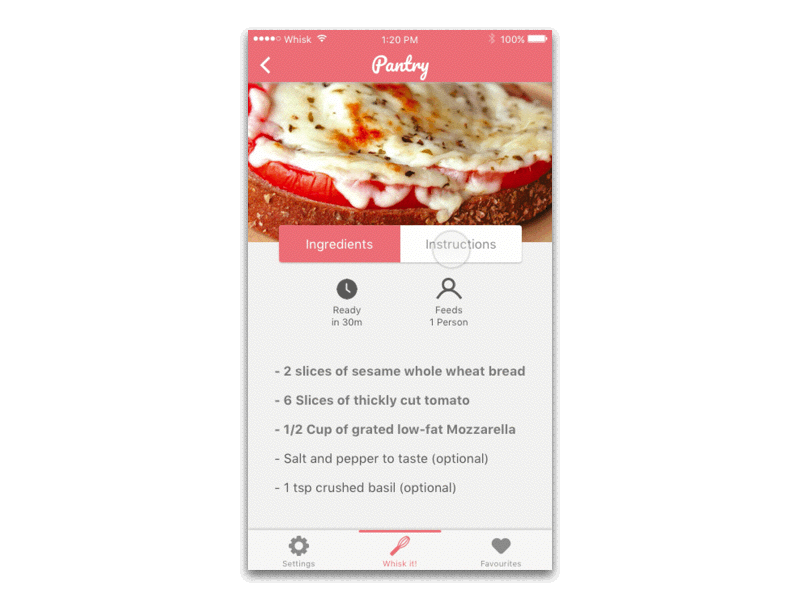 Whisk 1:20 PM 100%
Pantry
Ingredients Instructions
Ready
in 30m
Feeds
1 Person
- 2 slices of sesame whole wheat bread
- 6 Slices of thickly cut tomato
- 1/2 Cup of grated low-fat Mozzarella
- Salt and pepper to taste (optional)
- 1 tsp crushed basil (optional)
Settings Whisk it! Favourites